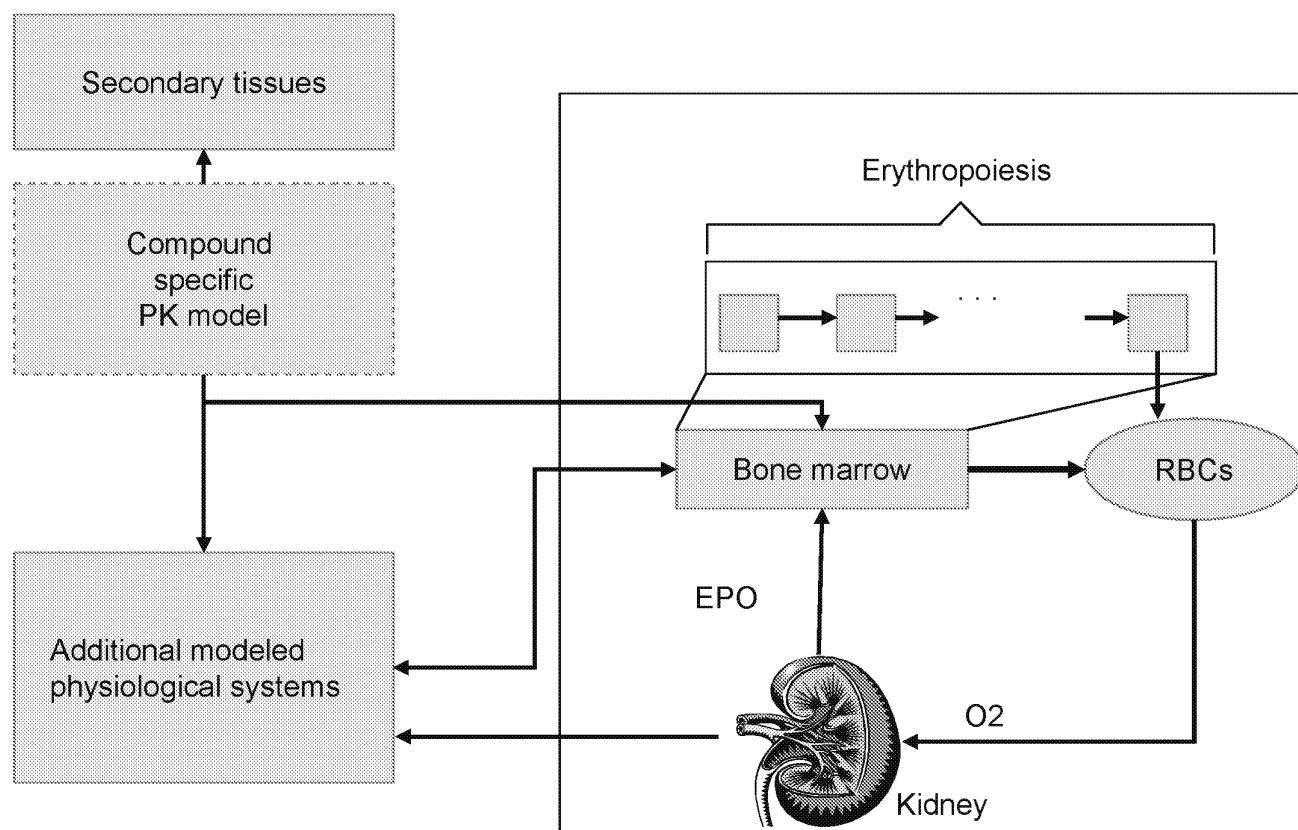 Secondary tissues
Erythropoiesis
Compound
specific
PK model
. . .
Bone marrow
RBCs
EPO
Additional modeled
physiological systems
O2
Kidney